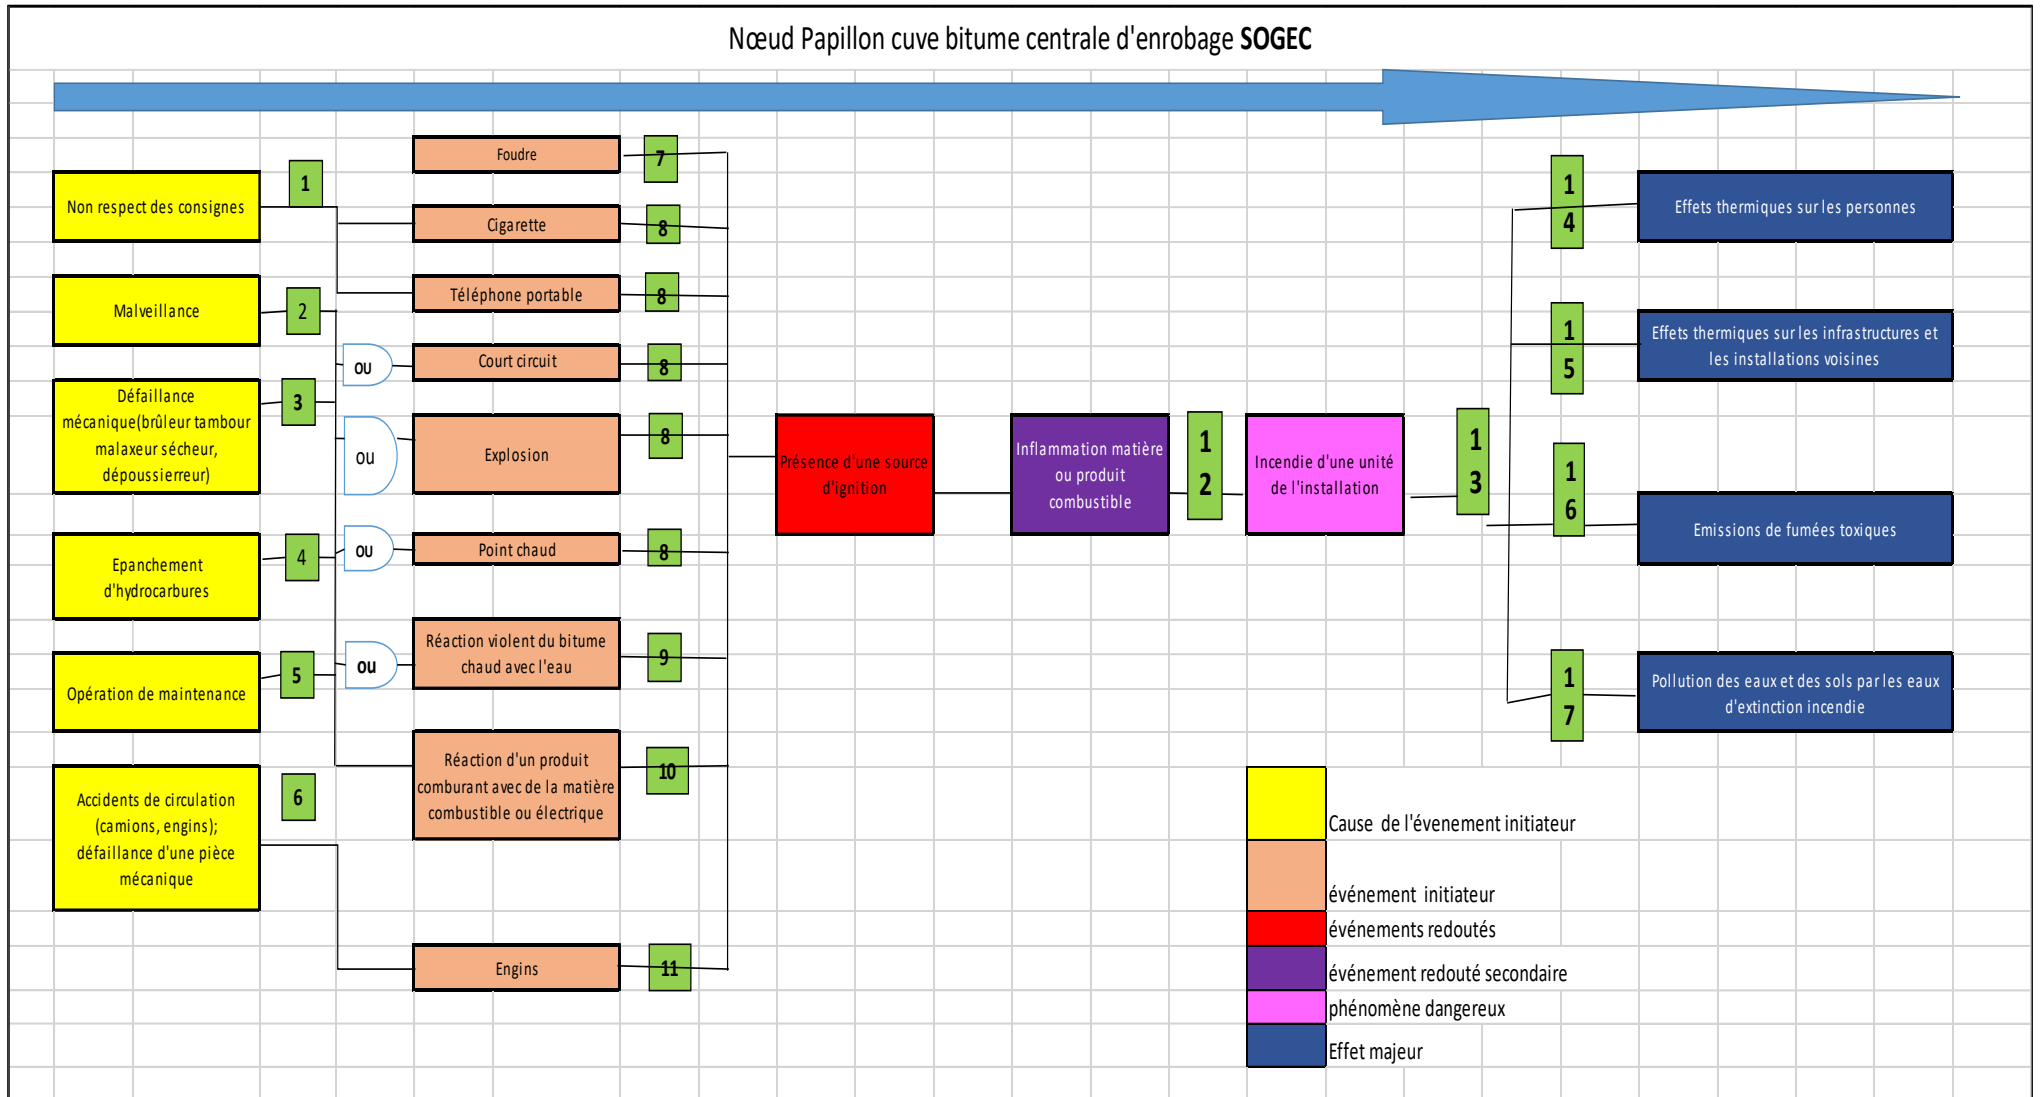 Nœud Papillon cuve bitume centrale d'enrobage SOGEC
Non respect des consignes
1
Malveillance
2
Défaillance
mécanique(brûleur tambour
malaxeur sécheur,
dépoussierreur)
3
Epanchement
d'hydrocarbures
4
Opération de maintenance
5
Accidents de circulation
(camions, engins);
défaillance d'une pièce
mécanique
6
ou
ou
ou
ou
Foudre
7
Cigarette
8
Téléphone portable
8
Court circuit
8
Explosion
8
Point chaud
8
Réaction violent du bitume
chaud avec l'eau
9
Réaction d'un produit
comburant avec de la matière
combustible ou électrique
10
Engins
11
Présence d'une source
d'ignition
Inflammation matière
ou produit
combustible
1
2
Incendie d'une unité
de l'installation
1
3
1
4
Effets thermiques sur les personnes
1
5
Effets thermiques sur les infrastructures et
les installations voisines
1
6
Emissions de fumées toxiques
1
7
Pollution des eaux et des sols par les eaux
d'extinction incendie
Cause de l'évenement initiateur
événement initiateur
événements redoutés
événement redouté secondaire
phénomène dangereux
Effet majeur